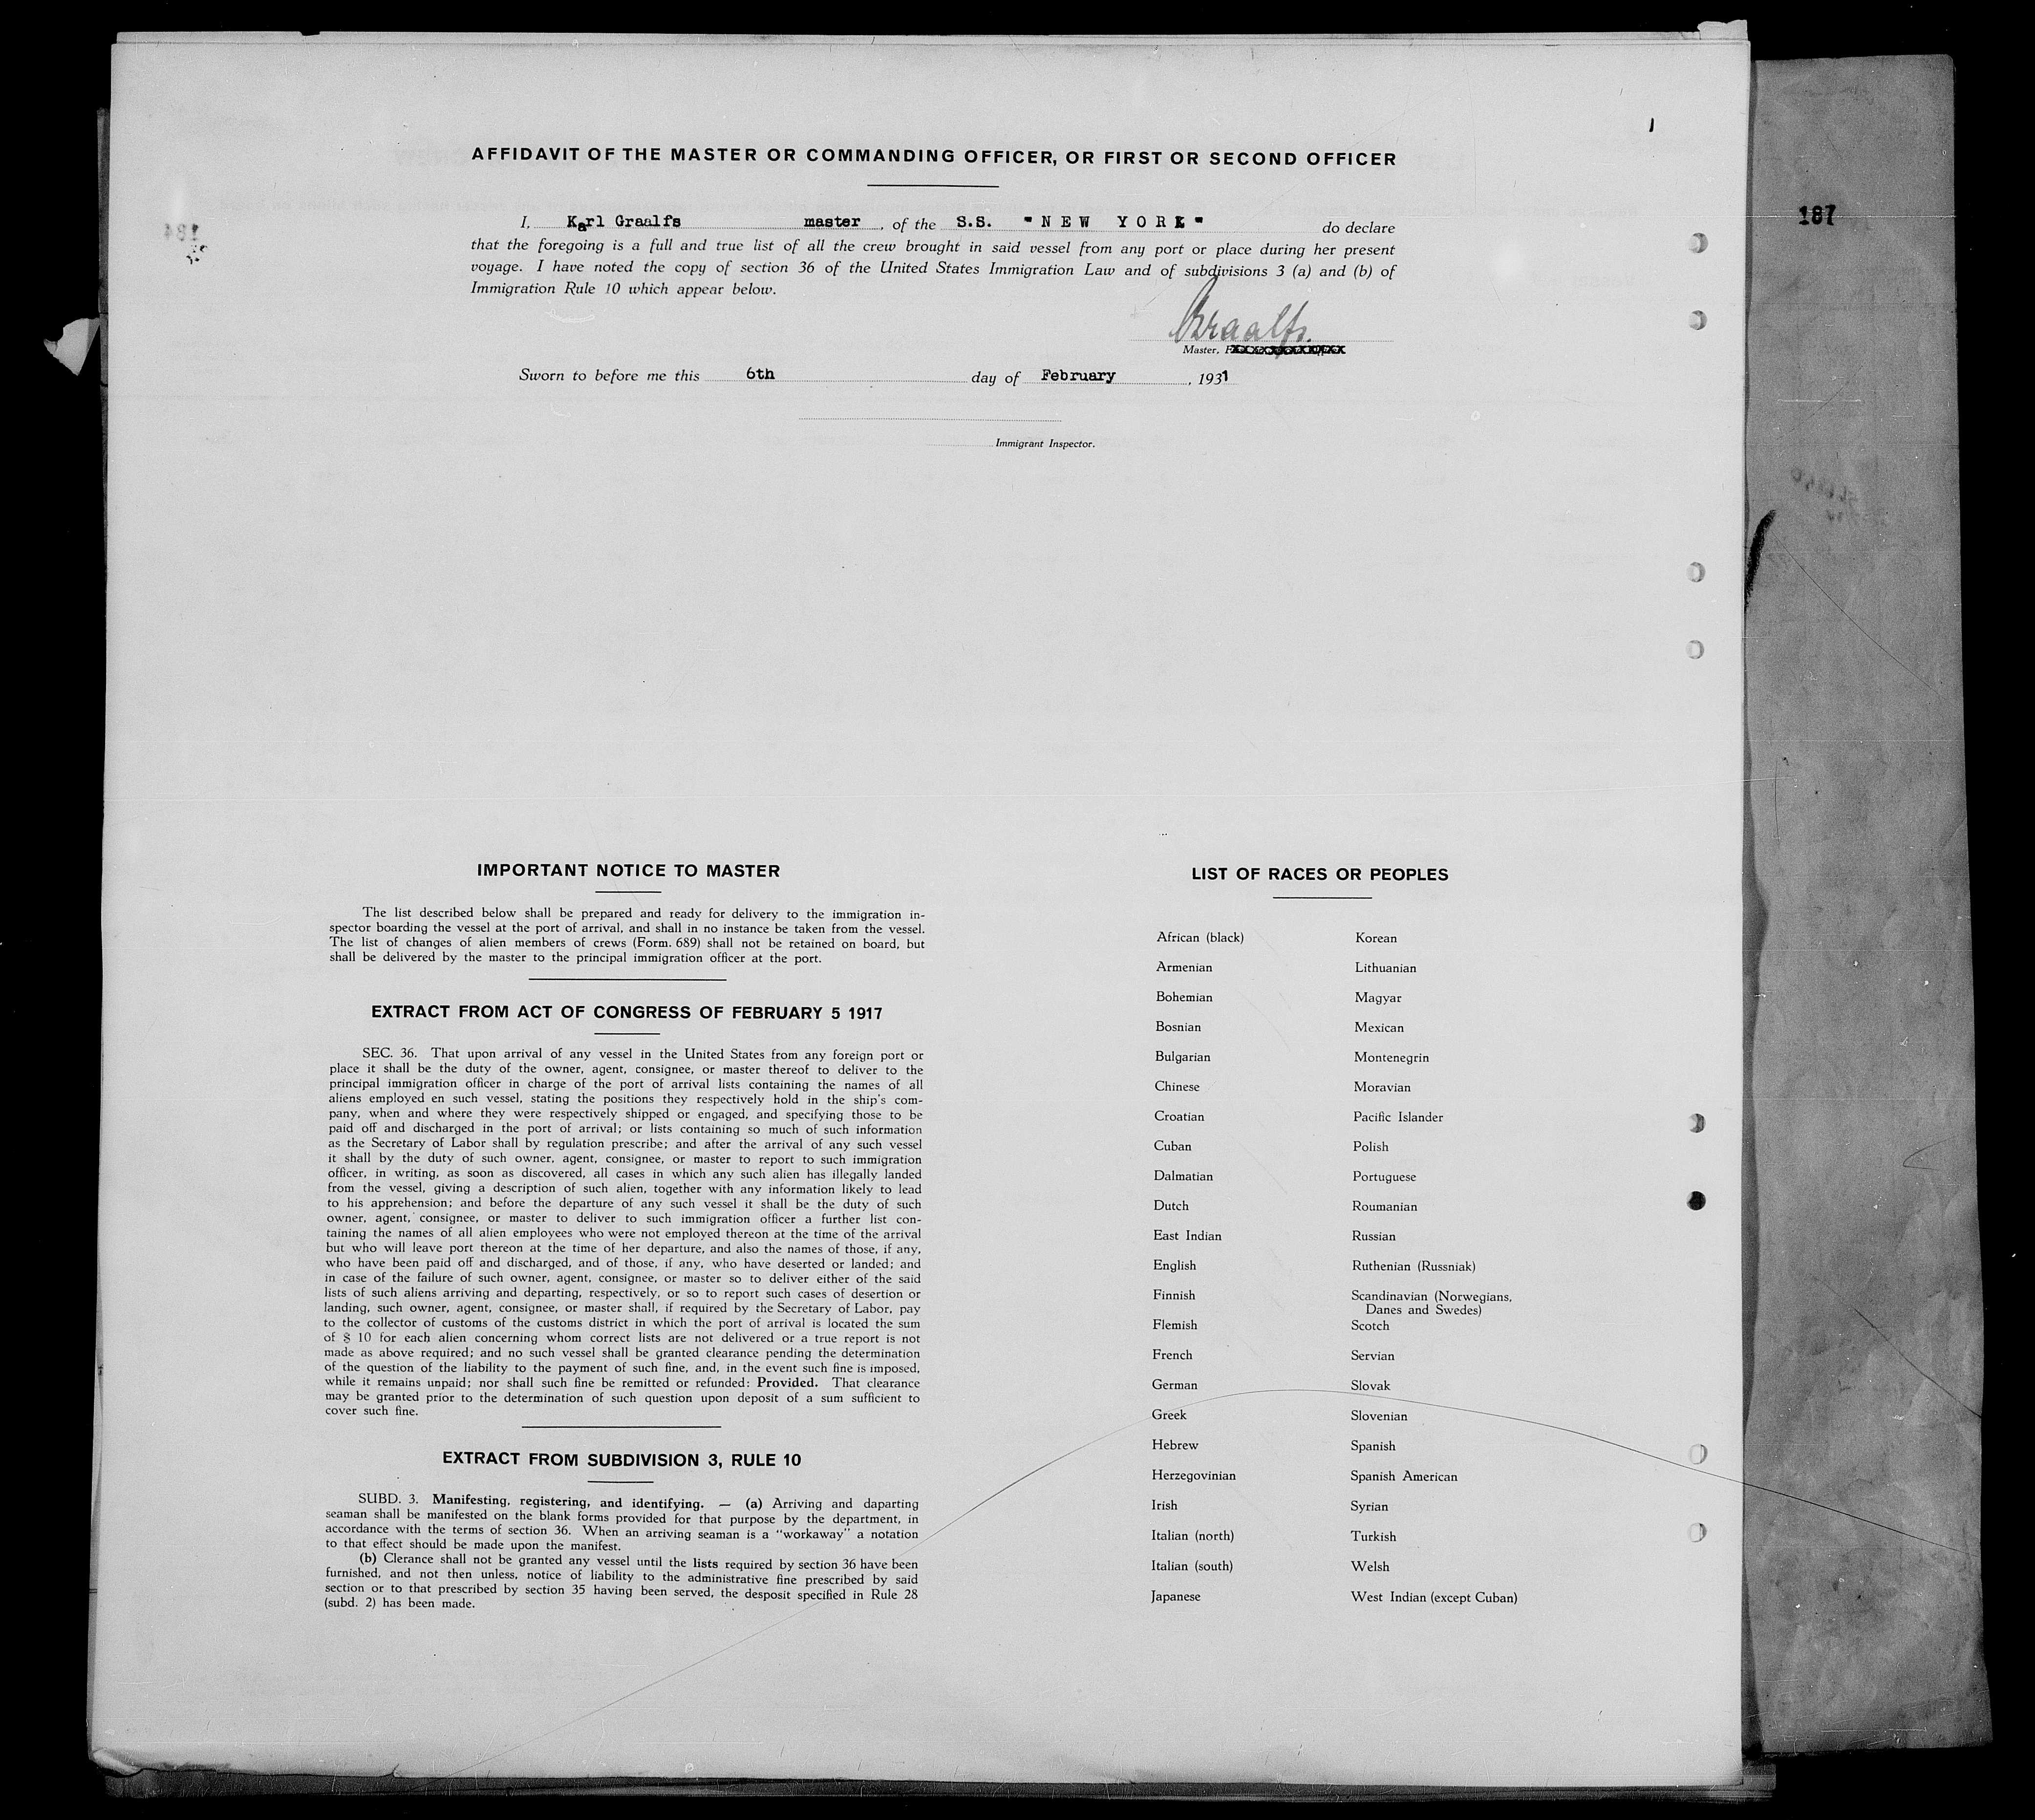 1
187
AFFIDAVIT OF THE MASTER OR COMMANDING OFFICER, OR FIRST OR SECOND OFFICER
I, Karl Graalfs master, of the S.S. "NEW YORK" do declare
that the foregoing is a full and true list of all the crew brought in said vessel from any port or place during her present
voyage. I have noted the copy of section 36 of the United States Immigration Law and of subdivisions 3 (a) and (b) of
Immigration Rule 10 which appear below.
Graalfs.
Master,
Sworn to before me this 6th day of February, 1931
Immigrant Inspector.
IMPORTANT NOTICE TO MASTER
The list described below shall be prepared and ready for delivery to the immigration in-
spector boarding the vessel at the port of arrival, and shall in no instance be taken from the vessel.
The list of changes of alien members of crews (Form. 689) shall not be retained on board, but
shall be delivered by the master to the principal immigration officer at the port.
EXTRACT FROM ACT OF CONGRESS OF FEBRUARY 5 1917
SEC. 36. That upon arrival of any vessel in the United States from any foreign port or
place it shall be the duty of the owner, agent, consignee, or master thereof to deliver to the
principal immigration officer in charge of the port of arrival lists containing the names of all
aliens employed en such vessel, stating the positions they respectively hold in the ship's com-
pany, when and where they were respectively shipped or engaged, and specifying those to be
paid off and discharged in the port of arrival; or lists containing so much of such information
as the Secretary of Labor shall by regulation prescribe; and after the arrival of any such vessel
it shall by the duty of such owner, agent, consignee, or master to report to such immigration
officer, in writing, as soon as discovered, all cases in which any such alien has illegally landed
from the vessel, giving a description of such alien, together with any information likely to lead
to his apprehension; and before the departure of any such vessel it shall be the duty of such
owner, agent, consignee, or master to deliver to such immigration officer a further list con-
taining the names of all alien employees who were not employed thereon at the time of the arrival
but who will leave port thereon at the time of her departure, and also the names of those, if any,
who have been paid off and discharged, and of those, if any, who have deserted or landed; and
in case of the failure of such owner, agent, consignee, or master so to deliver either of the said
lists of such aliens arriving and departing, respectively, or so to report such cases of desertion or
landing, such owner, agent, consignee, or master shall, if required by the Secretary of Labor, pay
to the collector of customs of the customs district in which the port of arrival is located the sum
of $ 10 for each alien concerning whom correct lists are not delivered or a true report is not
made as above required; and no such vessel shall be granted clearance pending the determination
of the question of the liability to the payment of such fine, and, in the event such fine is imposed,
while it remains unpaid; nor shall such fine be remitted or refunded: Provided. That clearance
may be granted prior to the determination of such question upon deposit of a sum sufficient to
cover such fine.
EXTRACT FROM SUBDIVISION 3, RULE 10
SUBD. 3. Manifesting, registering, and identifying. — (a) Arriving and daparting
seaman shall be manifested on the blank forms provided for that purpose by the department, in
accordance with the terms of section 36. When an arriving seaman is a "workaway" a notation
to that effect should be made upon the manifest.
(b) Clerance shall not be granted any vessel until the lists required by section 36 have been
furnished, and not then unless, notice of liability to the administrative fine prescribed by said
section or to that prescribed by section 35 having been served, the desposit specified in Rule 28
(subd. 2) has been made.
LIST OF RACES OR PEOPLES
African (black)
Armenian
Bohemian
Bosnian
Bulgarian
Chinese
Croatian
Cuban
Dalmatian
Dutch
East Indian
English
Finnish
Flemish
French
German
Greek
Hebrew
Herzegovinian
Irish
Italian (north)
Italian (south)
Japanese
Korean
Lithuanian
Magyar
Mexican
Montenegrin
Moravian
Pacific Islander
Polish
Portuguese
Roumanian
Russian
Ruthenian (Russniak)
Scandinavian (Norwegians,
Danes and Swedes)
Scotch
Servian
Slovak
Slovenian
Spanish
Spanish American
Syrian
Turkish
Welsh
West Indian (except Cuban)